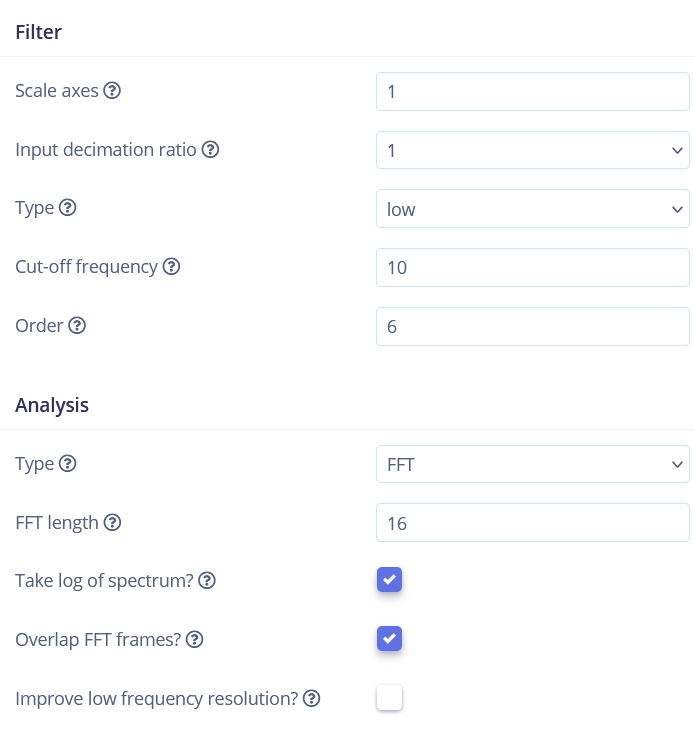 Filter
Scale axes ? 1
Input decimation ratio ? 1
Type ? low
Cut-off frequency ? 10
Order ? 6
Analysis
Type ? FFT
FFT length ? 16
Take log of spectrum? ?
Overlap FFT frames? ?
Improve low frequency resolution? ?